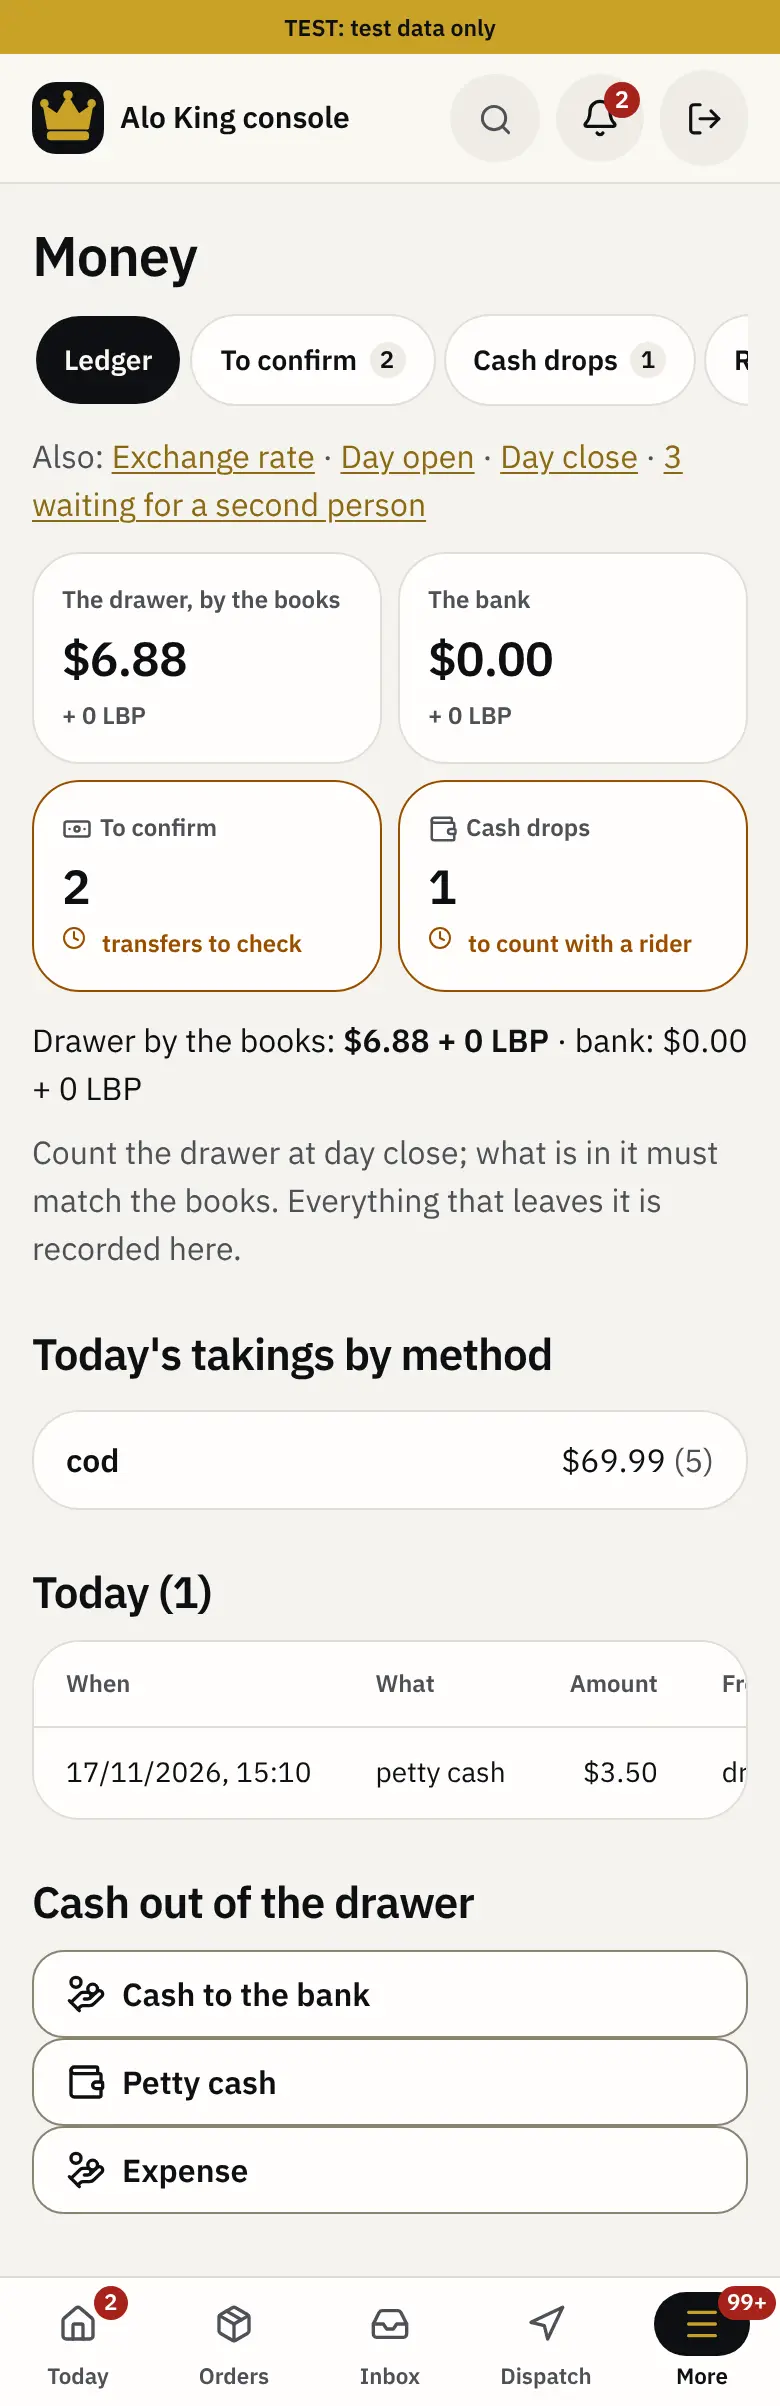 TEST: test data only
Alo King console
2
Money
Ledger
To confirm 2
Cash drops 1
R
Also: Exchange rate · Day open · Day close · 3
waiting for a second person
The drawer, by the books
$6.88
+ 0 LBP
The bank
$0.00
+ 0 LBP
To confirm
2
transfers to check
Cash drops
1
to count with a rider
Drawer by the books: $6.88 + 0 LBP · bank: $0.00
+ 0 LBP
Count the drawer at day close; what is in it must
match the books. Everything that leaves it is
recorded here.
Today's takings by method
cod $69.99 (5)
Today (1)
When What Amount
17/11/2026, 15:10 petty cash $3.50
Cash out of the drawer
Cash to the bank
Petty cash
Expense
2 99+
Today Orders Inbox Dispatch More